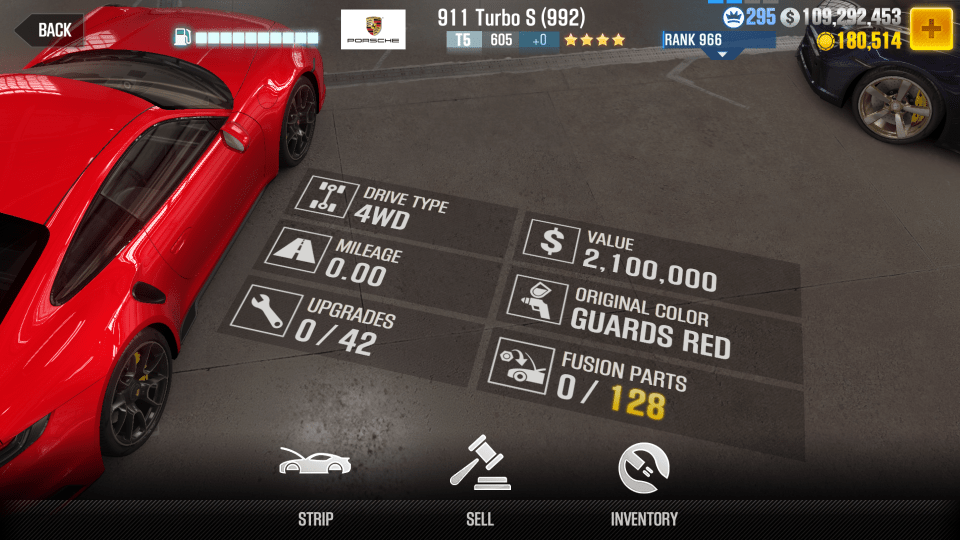 BACK
PORSCHE
911 Turbo S (992)
T5 605 +0
295 109,292,453
RANK 966
180,514
DRIVE TYPE
4WD
MILEAGE
0.00
UPGRADES
0 / 42
VALUE
2,100,000
ORIGINAL COLOR
GUARDS RED
FUSION PARTS
0 / 128
STRIP
SELL
INVENTORY